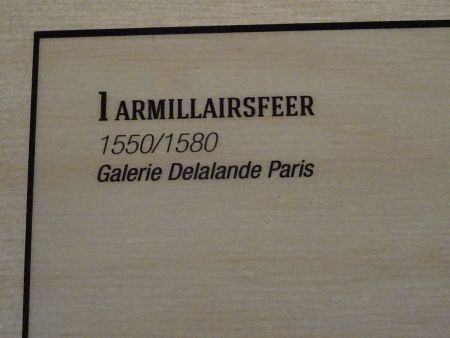 1 ARMILLAIRSFEER
1550/1580
Galerie Delalande Paris